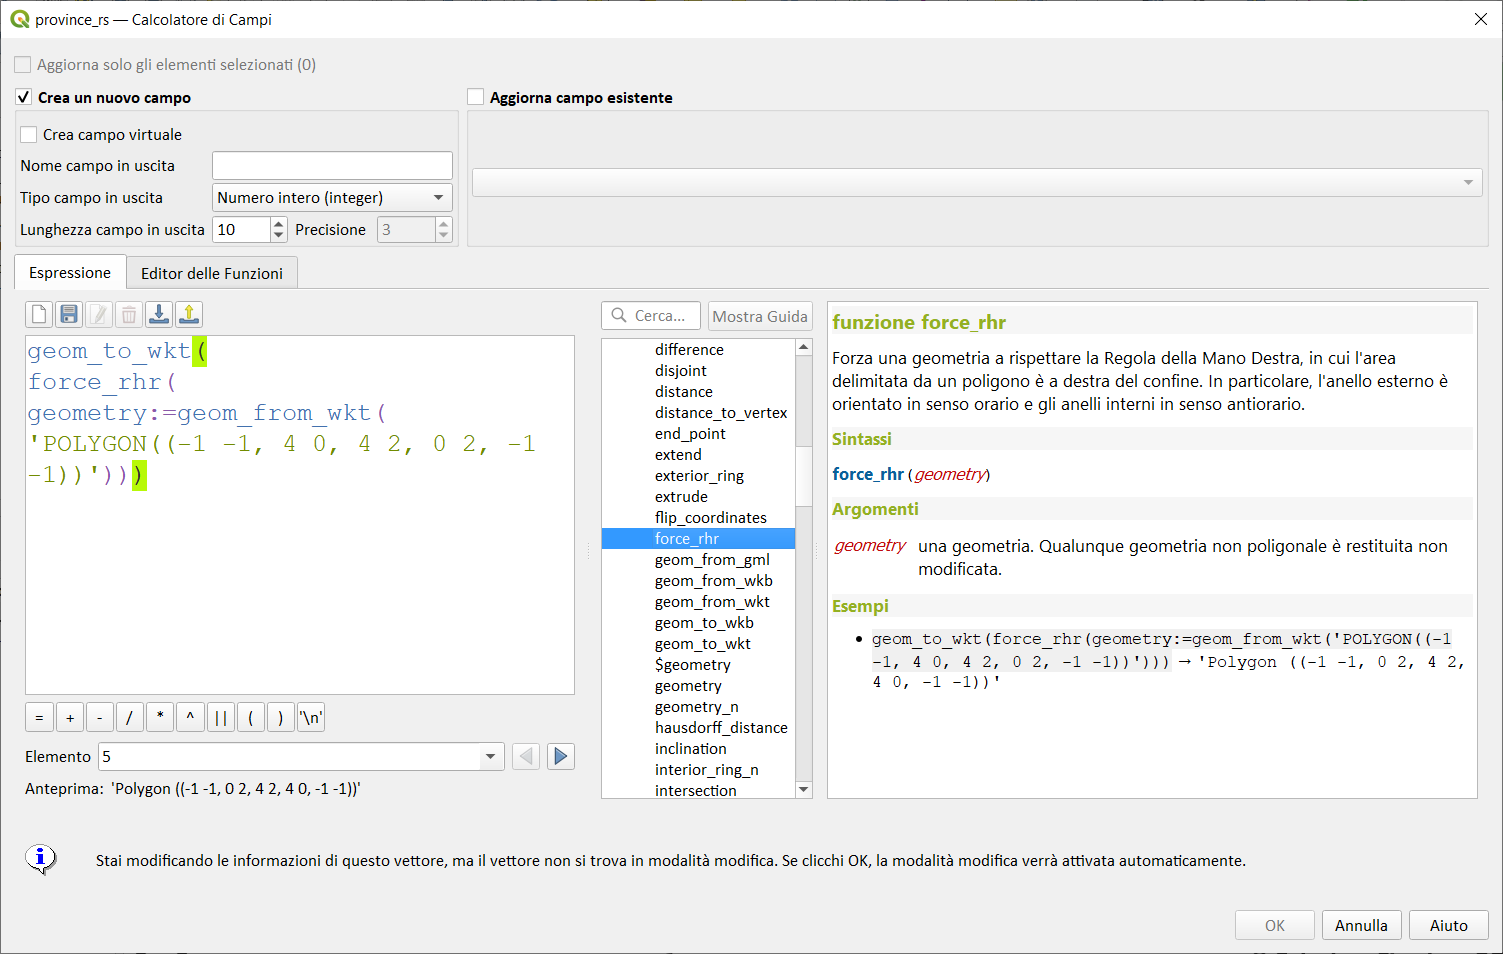 province_rs — Calcolatore di Campi
Aggiorna solo gli elementi selezionati (0)
Crea un nuovo campo
Aggiorna campo esistente
Crea campo virtuale
Nome campo in uscita
Tipo campo in uscita
Numero intero (integer)
Lunghezza campo in uscita
10
Precisione
3
Espressione
Editor delle Funzioni
geom_to_wkt(
force_rhr(
geometry:=geom_from_wkt(
'POLYGON((-1 -1, 4 0, 4 2, 0 2, -1
-1))')))
=
+
-
/
*
^
||
(
)
'\n'
Elemento
5
Anteprima: 'Polygon ((-1 -1, 0 2, 4 2, 4 0, -1 -1))'
Cerca...
Mostra Guida
difference
disjoint
distance
distance_to_vertex
end_point
extend
exterior_ring
extrude
flip_coordinates
force_rhr
geom_from_gml
geom_from_wkb
geom_from_wkt
geom_to_wkb
geom_to_wkt
$geometry
geometry
geometry_n
hausdorff_distance
inclination
interior_ring_n
intersection
funzione force_rhr
Forza una geometria a rispettare la Regola della Mano Destra, in cui l'area
delimitata da un poligono è a destra del confine. In particolare, l'anello esterno è
orientato in senso orario e gli anelli interni in senso antiorario.
Sintassi
force_rhr(geometry)
Argomenti
geometry una geometria. Qualunque geometria non poligonale è restituita non
modificata.
Esempi
• geom_to_wkt(force_rhr(geometry:=geom_from_wkt('POLYGON((-1
-1, 4 0, 4 2, 0 2, -1 -1))'))) → 'Polygon ((-1 -1, 0 2, 4 2,
4 0, -1 -1))'
Stai modificando le informazioni di questo vettore, ma il vettore non si trova in modalità modifica. Se clicchi OK, la modalità modifica verrà attivata automaticamente.
OK
Annulla
Aiuto